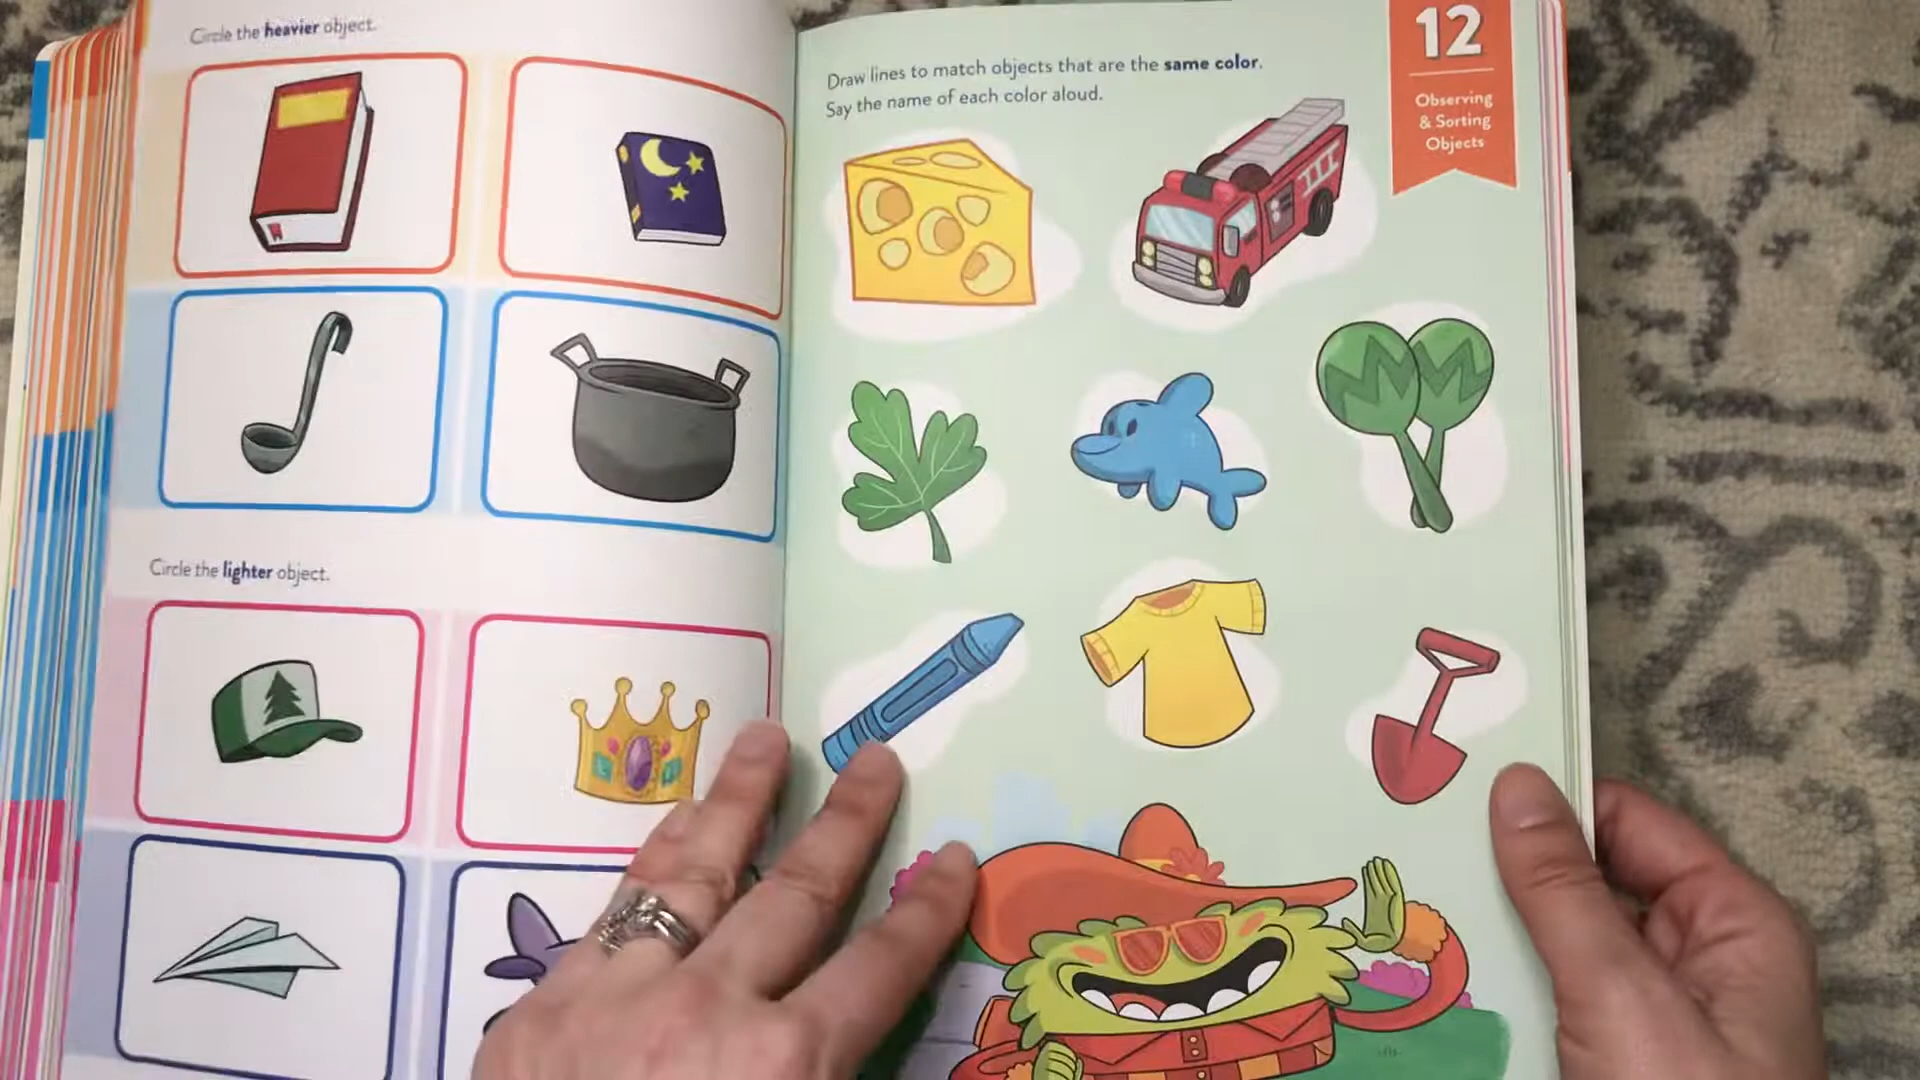 Circle the heavier object.
Circle the lighter object.
Draw lines to match objects that are the same color.
Say the name of each color aloud.
12
Observing
& Sorting
Objects